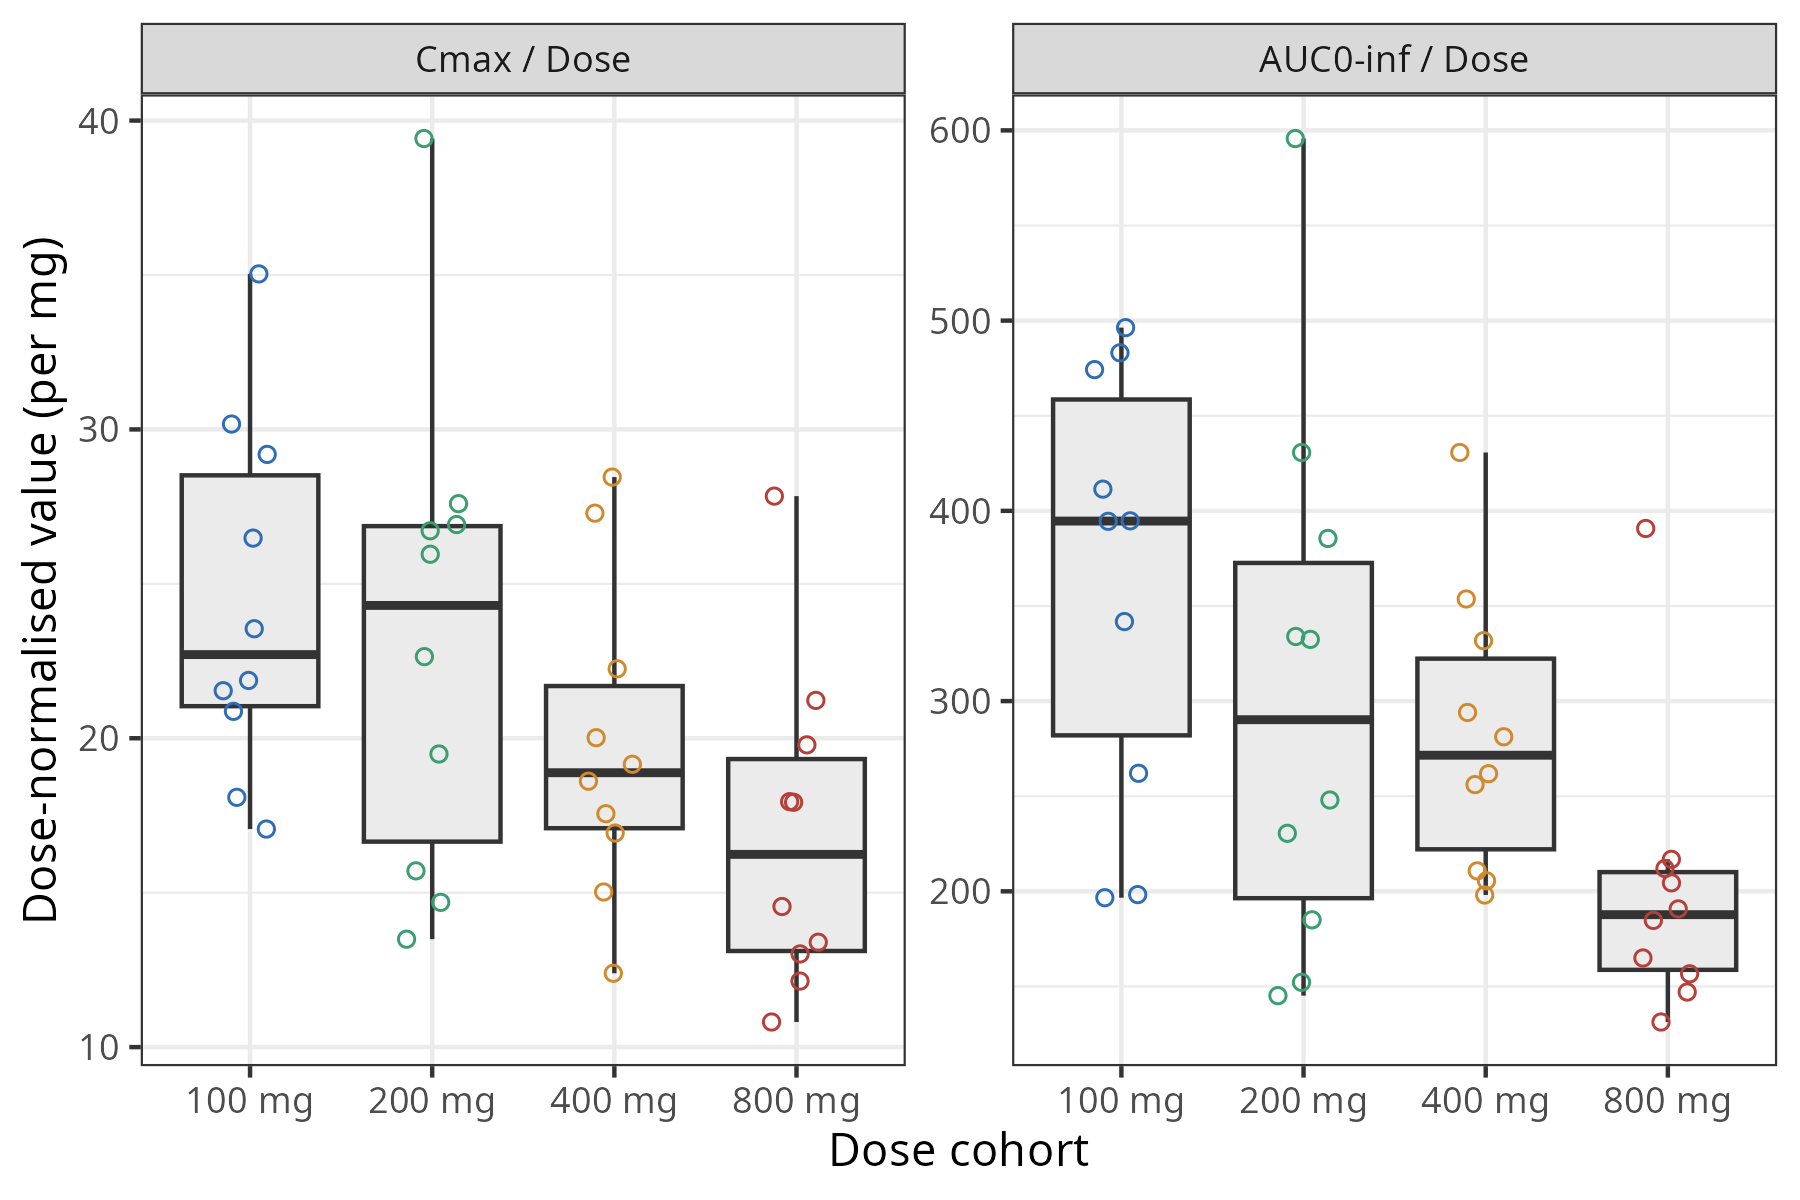 Cmax / Dose
AUC0-inf / Dose
Dose-normalised value (per mg)
40
30
20
10
600
500
400
300
200
100 mg
200 mg
400 mg
800 mg
100 mg
200 mg
400 mg
800 mg
Dose cohort